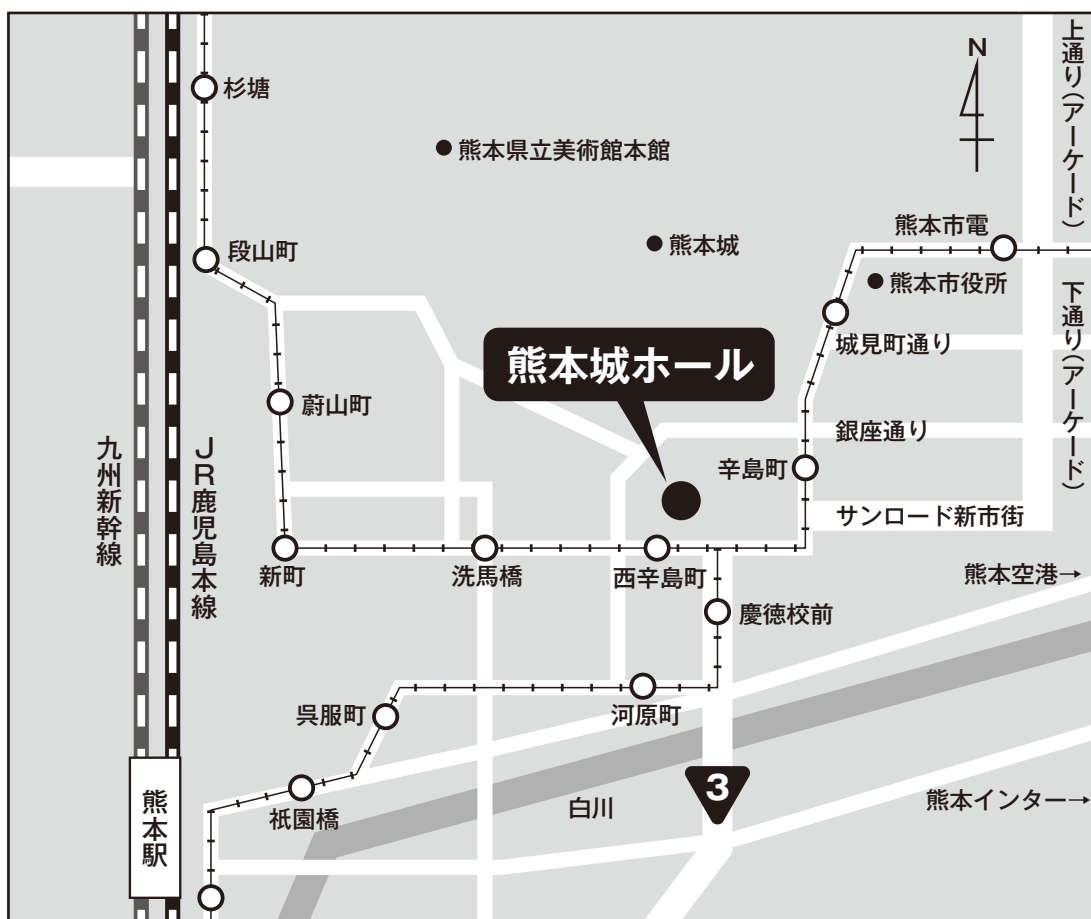 N
上通り(アーケード)
杉塘
熊本県立美術館本館
熊本市電
熊本城
段山町
熊本市役所
下通り(アーケード)
城見町通り
熊本城ホール
蔚山町
銀座通り
九州新幹線
JR鹿児島本線
辛島町
サンロード新市街
新町
洗馬橋
西辛島町
熊本空港→
慶徳校前
呉服町
河原町
3
熊本駅
祇園橋
白川
熊本インター→